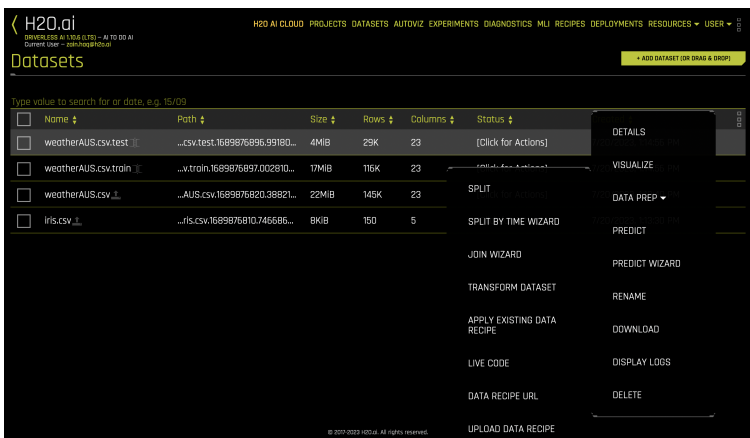 H2O.ai
DRIVERLESS AI 1.10.6 (LTS) – AI TO DO AI
Current User – zain.haq@h2o.ai
H2O AI CLOUD PROJECTS DATASETS AUTOVIZ EXPERIMENTS DIAGNOSTICS MLI RECIPES DEPLOYMENTS RESOURCES USER
Datasets
+ ADD DATASET (OR DRAG & DROP)
Type value to search for or date, e.g. 15/09
Name Path Size Rows Columns Status
weatherAUS.csv.test ...csv.test.1689876896.99180... 4MiB 29K 23 [Click for Actions]
weatherAUS.csv.train ...v.train.1689876897.002810... 17MiB 116K 23 [Click for Actions]
weatherAUS.csv ...AUS.csv.1689876820.38821... 22MiB 145K 23
iris.csv ...ris.csv.1689876810.746686... 8KiB 150 5
SPLIT
SPLIT BY TIME WIZARD
JOIN WIZARD
TRANSFORM DATASET
APPLY EXISTING DATA
RECIPE
LIVE CODE
DATA RECIPE URL
UPLOAD DATA RECIPE
DETAILS
VISUALIZE
DATA PREP
PREDICT
PREDICT WIZARD
RENAME
DOWNLOAD
DISPLAY LOGS
DELETE
© 2017-2023 H2O.ai. All rights reserved.